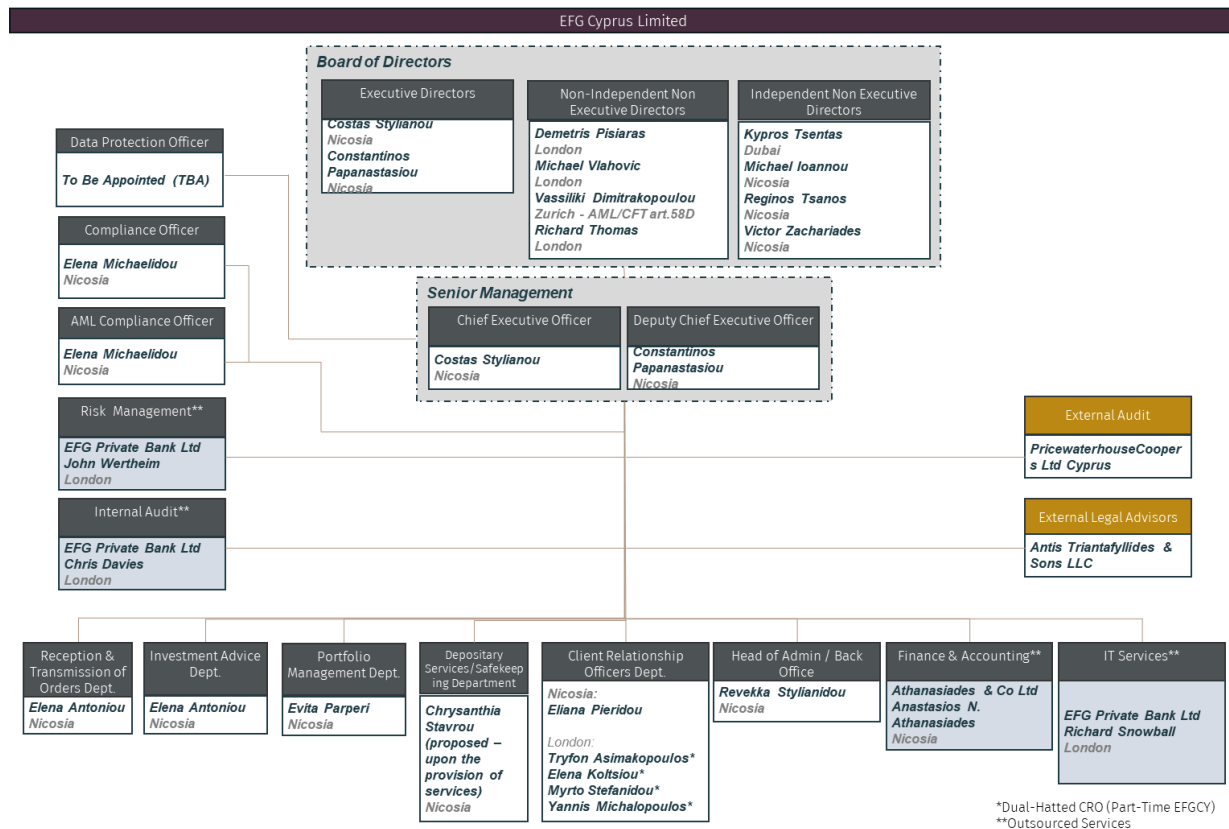 EFG Cyprus Limited
Board of Directors
Executive Directors
Costas Stylianou
Nicosia
Constantinos
Papanastasiou
Nicosia
Non-Independent Non
Executive Directors
Demetris Pisiaras
London
Michael Vlahovic
London
Vassiliki Dimitrakopoulou
Zurich - AML/CFT art.58D
Richard Thomas
London
Independent Non Executive
Directors
Kypros Tsentas
Dubai
Michael Ioannou
Nicosia
Reginos Tsanos
Nicosia
Victor Zachariades
Nicosia
Data Protection Officer
To Be Appointed (TBA)
Compliance Officer
Elena Michaelidou
Nicosia
AML Compliance Officer
Elena Michaelidou
Nicosia
Senior Management
Chief Executive Officer
Costas Stylianou
Nicosia
Deputy Chief Executive Officer
Constantinos
Papanastasiou
Nicosia
Risk Management**
EFG Private Bank Ltd
John Wertheim
London
Internal Audit**
EFG Private Bank Ltd
Chris Davies
London
External Audit
PricewaterhouseCooper
s Ltd Cyprus
External Legal Advisors
Antis Triantafyllides &
Sons LLC
Reception &
Transmission of
Orders Dept.
Elena Antoniou
Nicosia
Investment Advice
Dept.
Elena Antoniou
Nicosia
Portfolio
Management Dept.
Evita Parperi
Nicosia
Depositary
Services/Safekeep
ing Department
Chrysanthia
Stavrou
(proposed –
upon the
provision of
services)
Nicosia
Client Relationship
Officers Dept.
Nicosia:
Eliana Pieridou
London:
Tryfon Asimakopoulos*
Elena Koltsiou*
Myrto Stefanidou*
Yannis Michalopoulos*
Head of Admin / Back
Office
Revekka Stylianidou
Nicosia
Finance & Accounting**
Athanasiades & Co Ltd
Anastasios N.
Athanasiades
Nicosia
IT Services**
EFG Private Bank Ltd
Richard Snowball
London
*Dual-Hatted CRO (Part-Time EFGCY)
**Outsourced Services